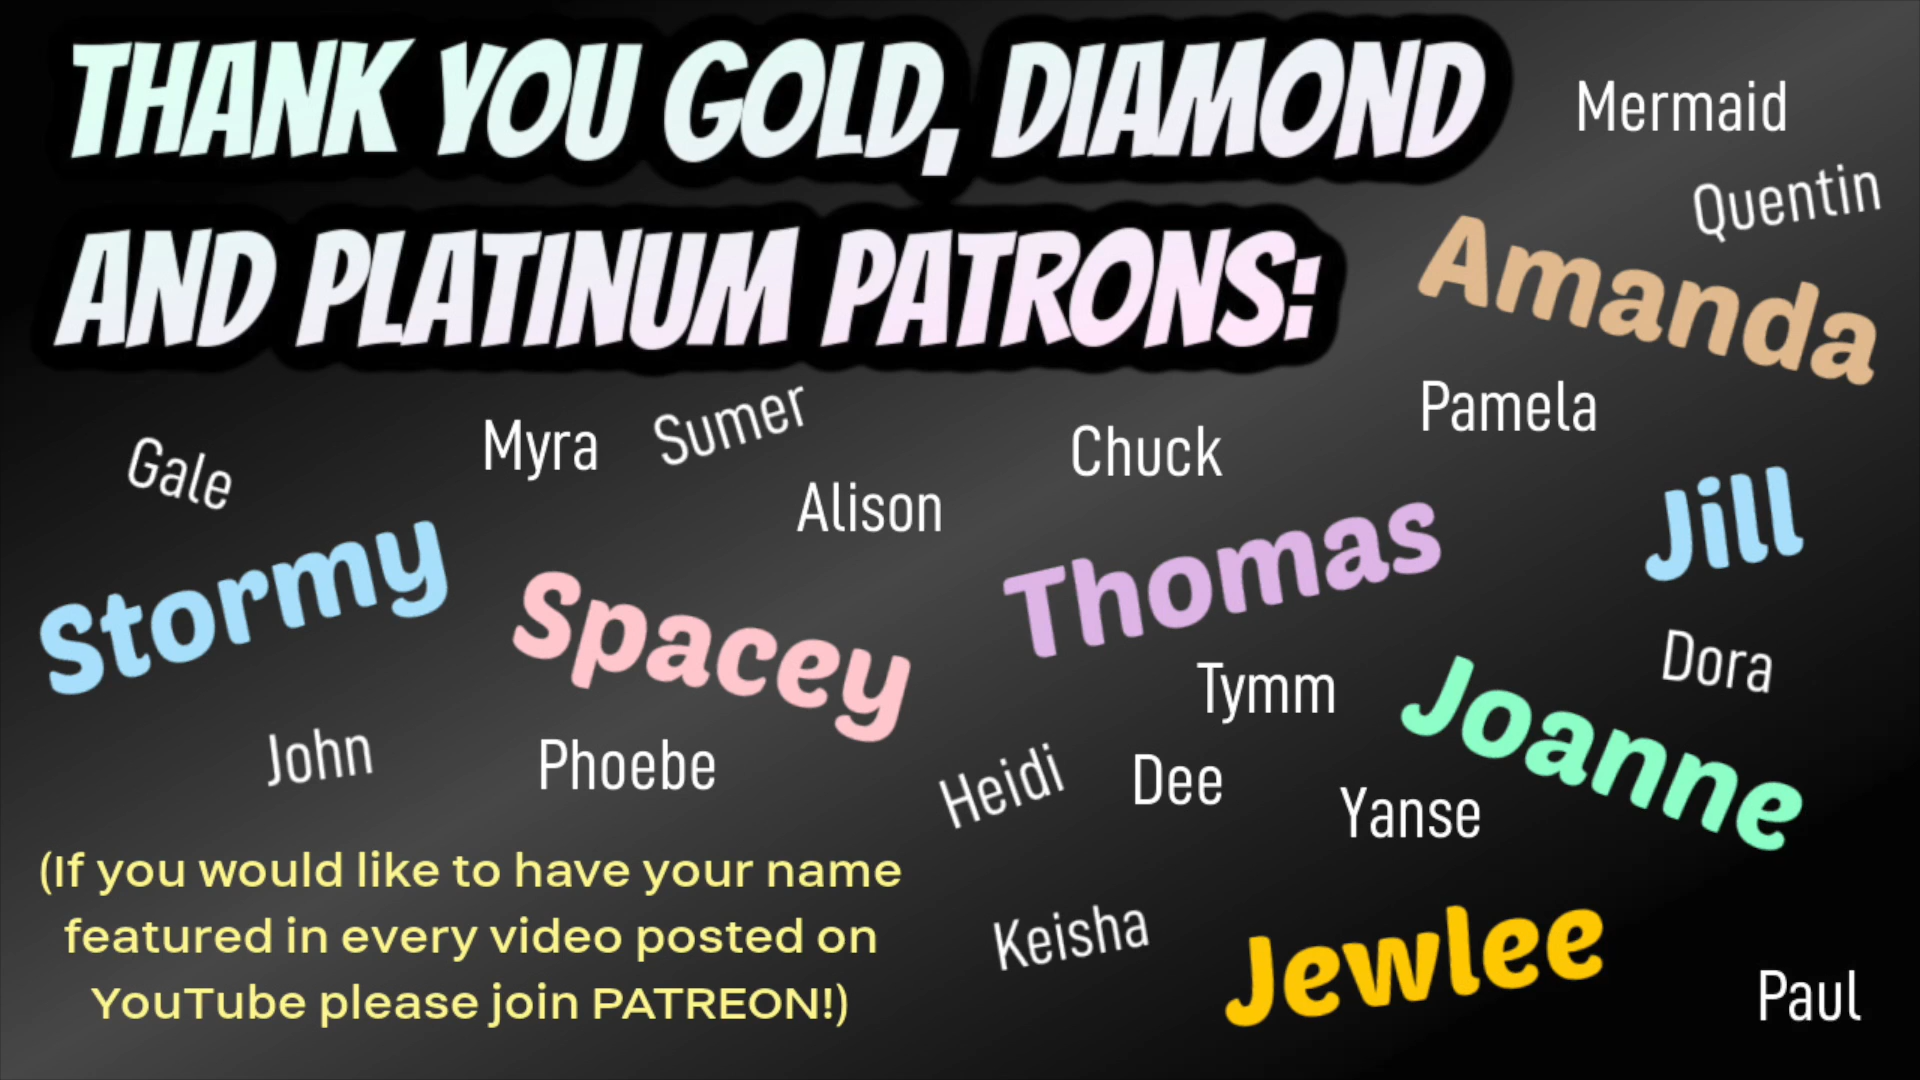 THANK YOU GOLD, DIAMOND
AND PLATINUM PATRONS:
Mermaid
Quentin
Amanda
Pamela
Gale
Myra
Sumer
Alison
Chuck
Stormy
Spacey
Thomas
Jill
Dora
Tymm
Joanne
John
Phoebe
Heidi
Dee
Yanse
(If you would like to have your name
featured in every video posted on
YouTube please join PATREON!)
Keisha
Jewlee
Paul